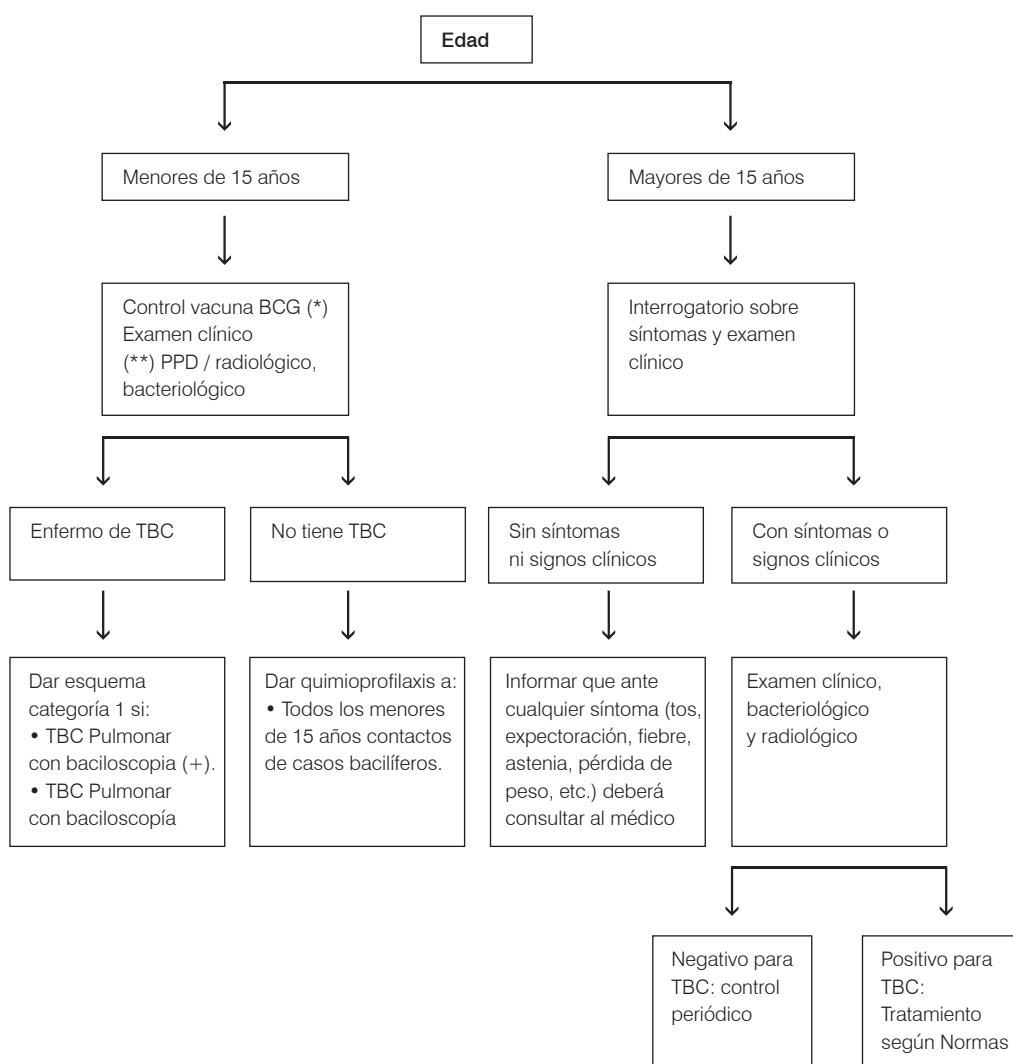 Edad
Menores de 15 años
Mayores de 15 años
Control vacuna BCG (*)
Examen clínico
(**) PPD / radiológico,
bacteriológico
Interrogatorio sobre
síntomas y examen
clínico
Enfermo de TBC
No tiene TBC
Sin síntomas
ni signos clínicos
Con síntomas o
signos clínicos
Dar esquema
categoría 1 si:
• TBC Pulmonar
con baciloscopia (+).
• TBC Pulmonar
con baciloscopía
Dar quimioprofilaxis a:
• Todos los menores
de 15 años contactos
de casos bacilíferos.
Informar que ante
cualquier síntoma (tos,
expectoración, fiebre,
astenia, pérdida de
peso, etc.) deberá
consultar al médico
Examen clínico,
bacteriológico
y radiológico
Negativo para
TBC: control
periódico
Positivo para
TBC:
Tratamiento
según Normas